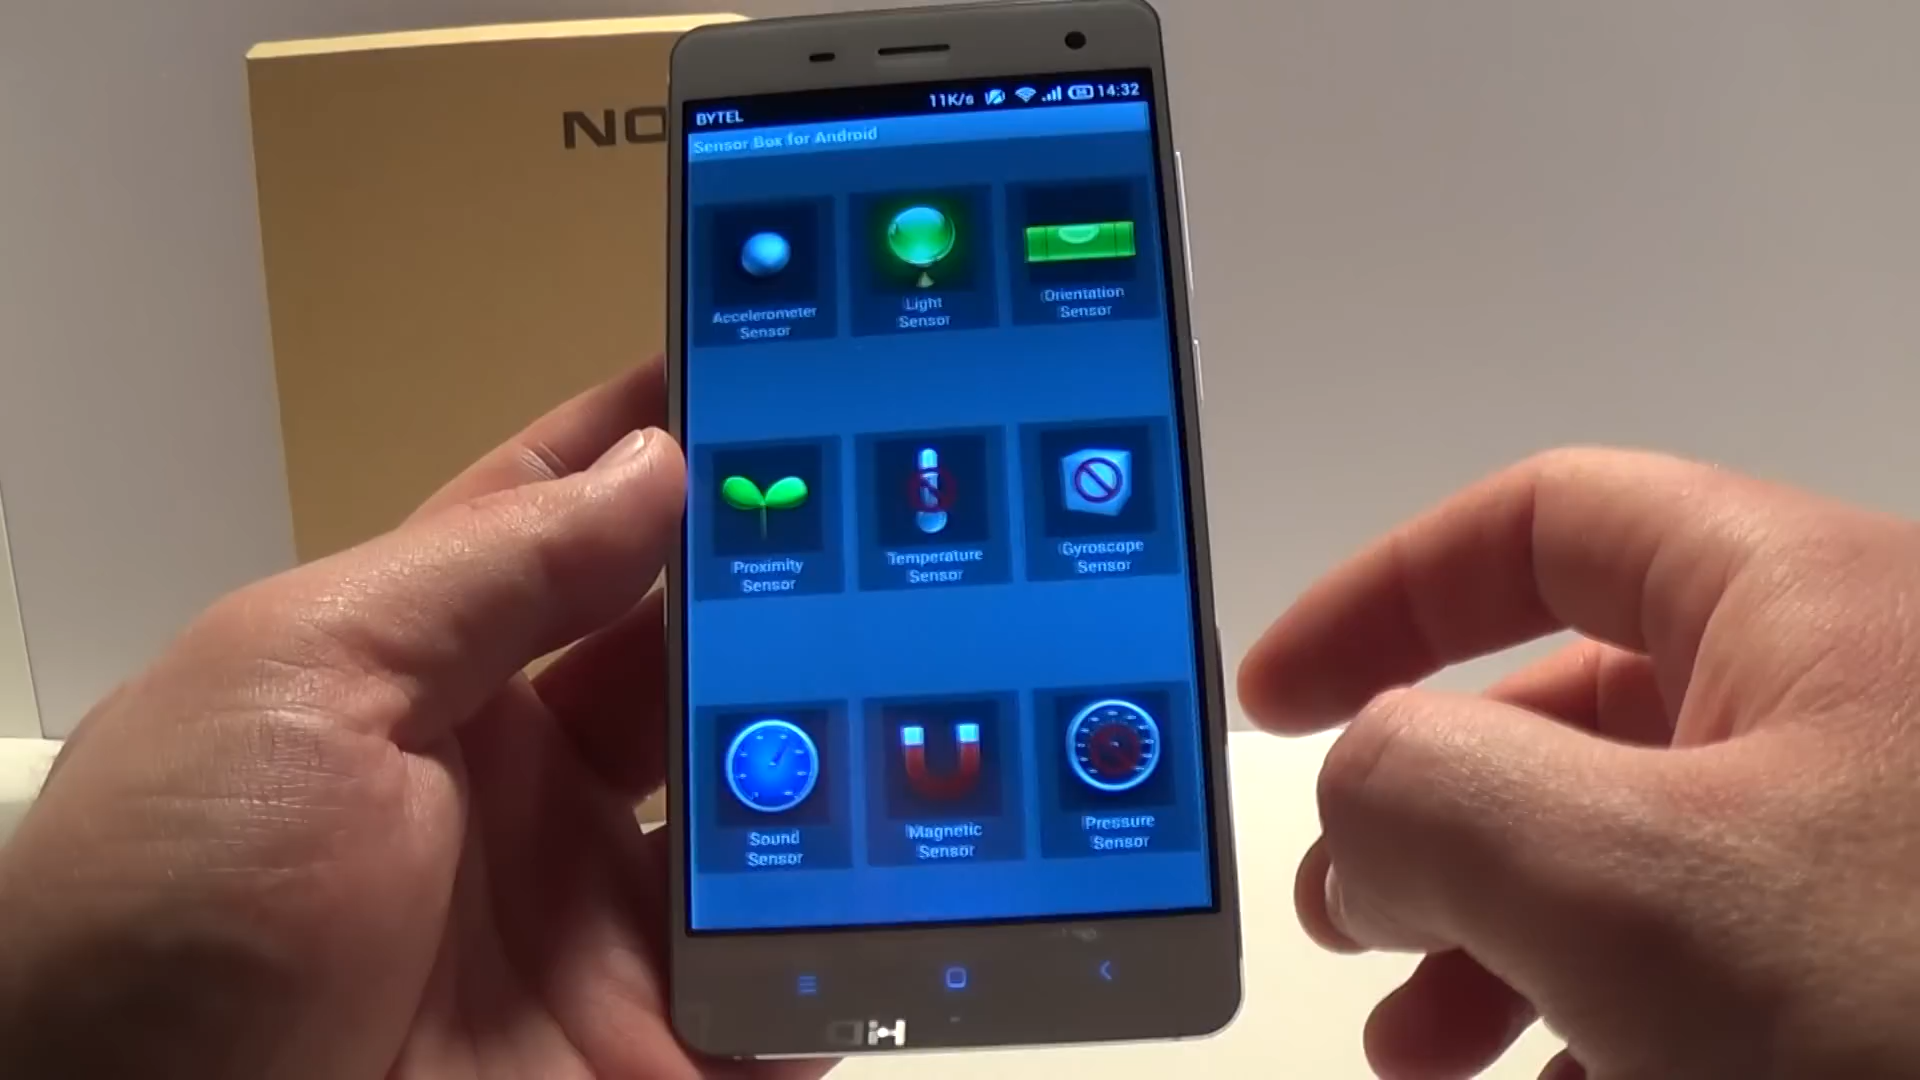 NO
BYTEL
11K/s
14:32
Sensor Box for Android
Accelerometer
Sensor
Light
Sensor
Orientation
Sensor
Proximity
Sensor
Temperature
Sensor
Gyroscope
Sensor
Sound
Sensor
Magnetic
Sensor
Pressure
Sensor